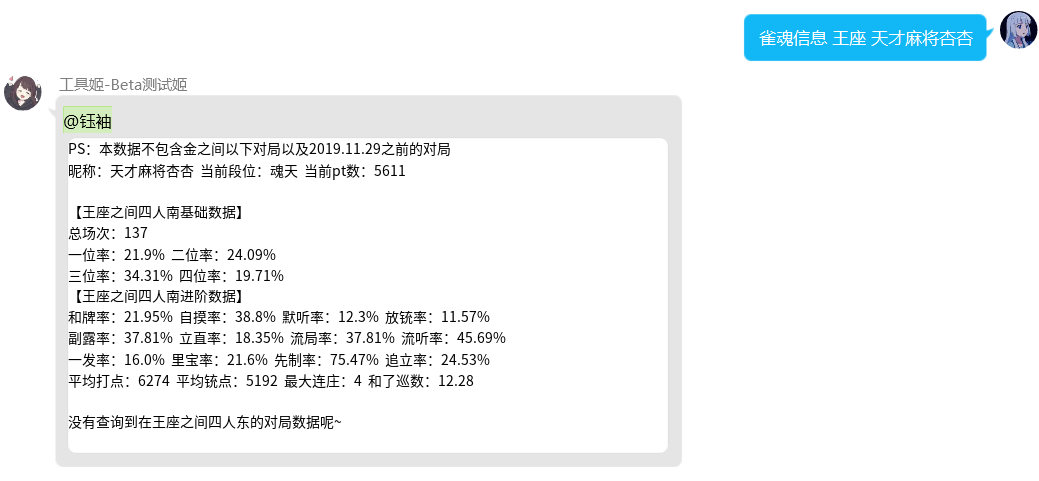 雀魂信息 王座 天才麻将杏杏
工具姬-Beta测试姬
@钰袖
PS：本数据不包含金之间以下对局以及2019.11.29之前的对局
昵称：天才麻将杏杏 当前段位：魂天 当前pt数：5611
【王座之间四人南基础数据】
总场次：137
一位率：21.9% 二位率：24.09%
三位率：34.31% 四位率：19.71%
【王座之间四人南进阶数据】
和牌率：21.95% 自摸率：38.8% 默听率：12.3% 放铳率：11.57%
副露率：37.81% 立直率：18.35% 流局率：37.81% 流听率：45.69%
一发率：16.0% 里宝率：21.6% 先制率：75.47% 追立率：24.53%
平均打点：6274 平均铳点：5192 最大连庄：4 和了巡数：12.28
没有查询到在王座之间四人东的对局数据呢~